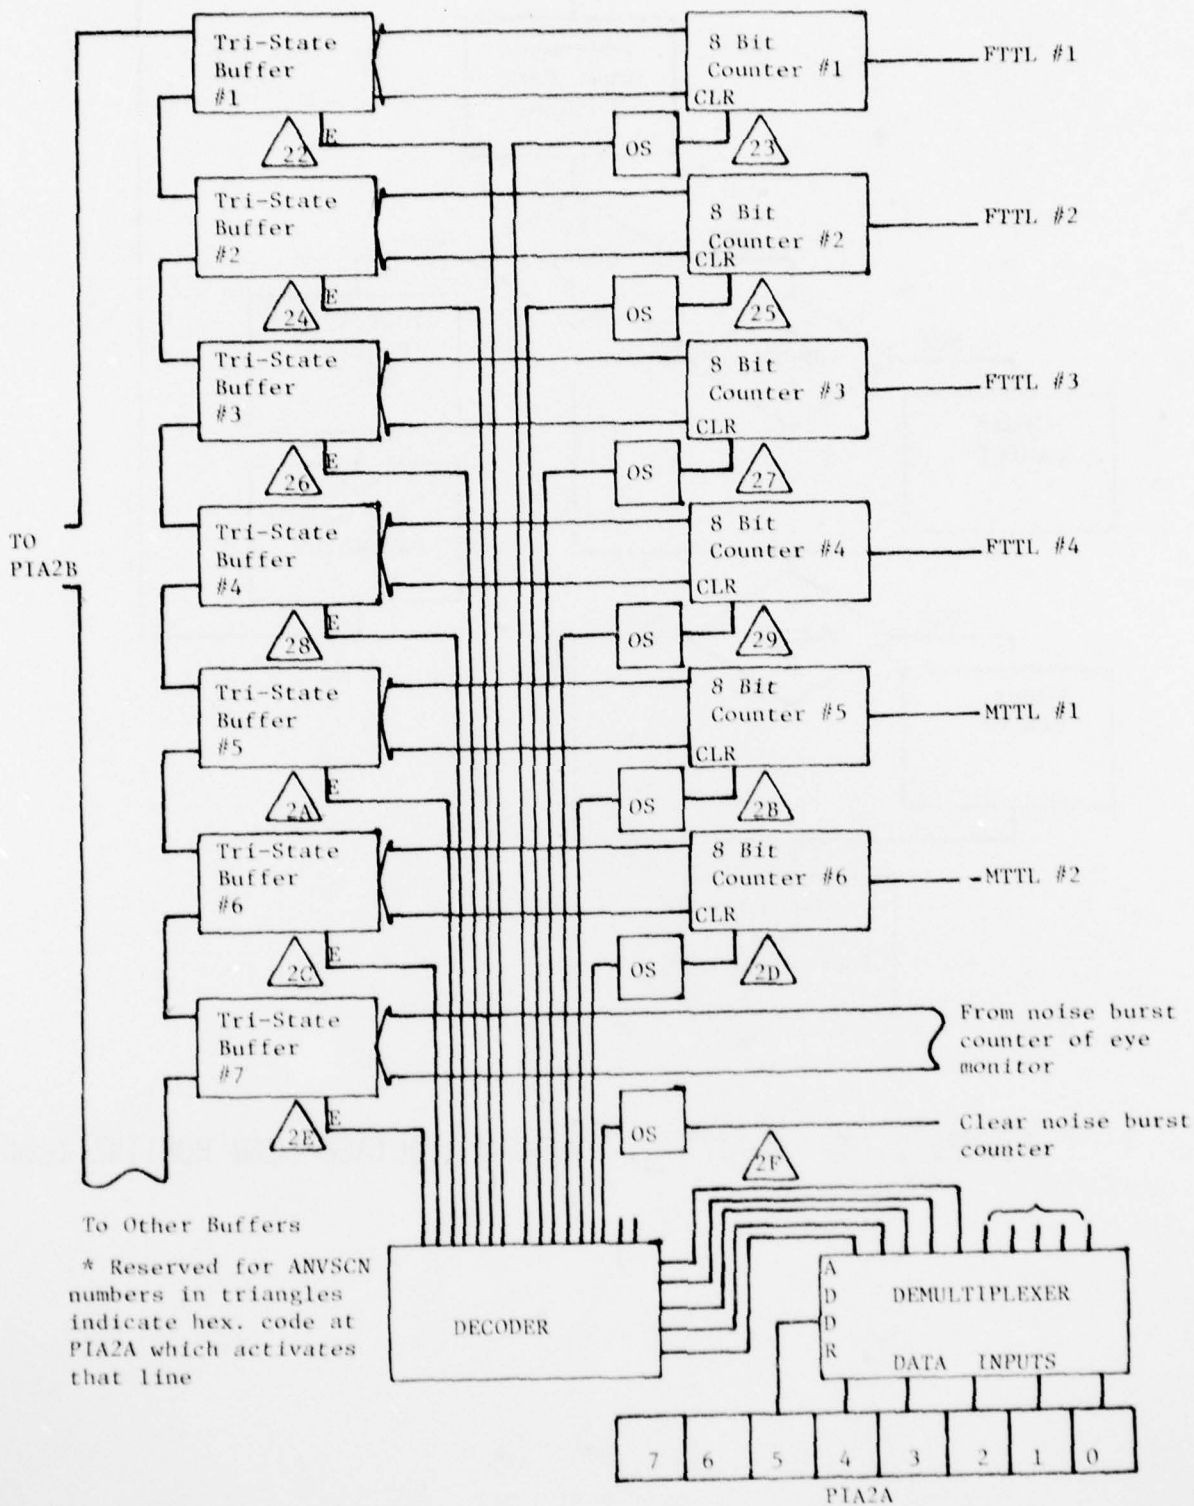 Tri-State
Buffer
#1
8 Bit
Counter #1
CLR
FTTL #1
E
22
OS
23
Tri-State
Buffer
#2
8 Bit
Counter #2
CLR
FTTL #2
E
24
OS
25
Tri-State
Buffer
#3
8 Bit
Counter #3
CLR
FTTL #3
E
26
OS
27
Tri-State
Buffer
#4
8 Bit
Counter #4
CLR
FTTL #4
TO
PIA2B
E
28
OS
29
Tri-State
Buffer
#5
8 Bit
Counter #5
CLR
MTTL #1
E
2A
OS
2B
Tri-State
Buffer
#6
8 Bit
Counter #6
CLR
MTTL #2
E
2C
OS
2D
Tri-State
Buffer
#7
From noise burst
counter of eye
monitor
E
2E
OS
Clear noise burst
counter
2F
To Other Buffers
* Reserved for ANVSCN
numbers in triangles
indicate hex. code at
PIA2A which activates
that line
DECODER
ADDR
DEMULTIPLEXER
DATA INPUTS
7 6 5 4 3 2 1 0
PIA2A